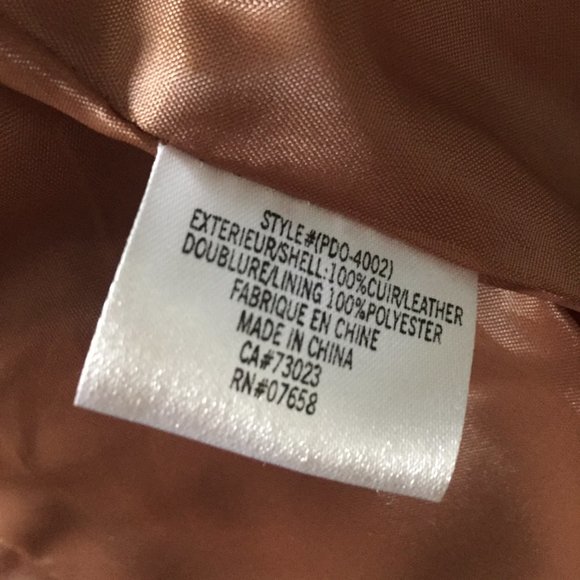 STYLE#(PDO-4002)
EXTERIEUR/SHELL:100%CUIR/LEATHER
DOUBLURE/LINING 100%POLYESTER
FABRIQUE EN CHINE
MADE IN CHINA
CA#73023
RN#07658